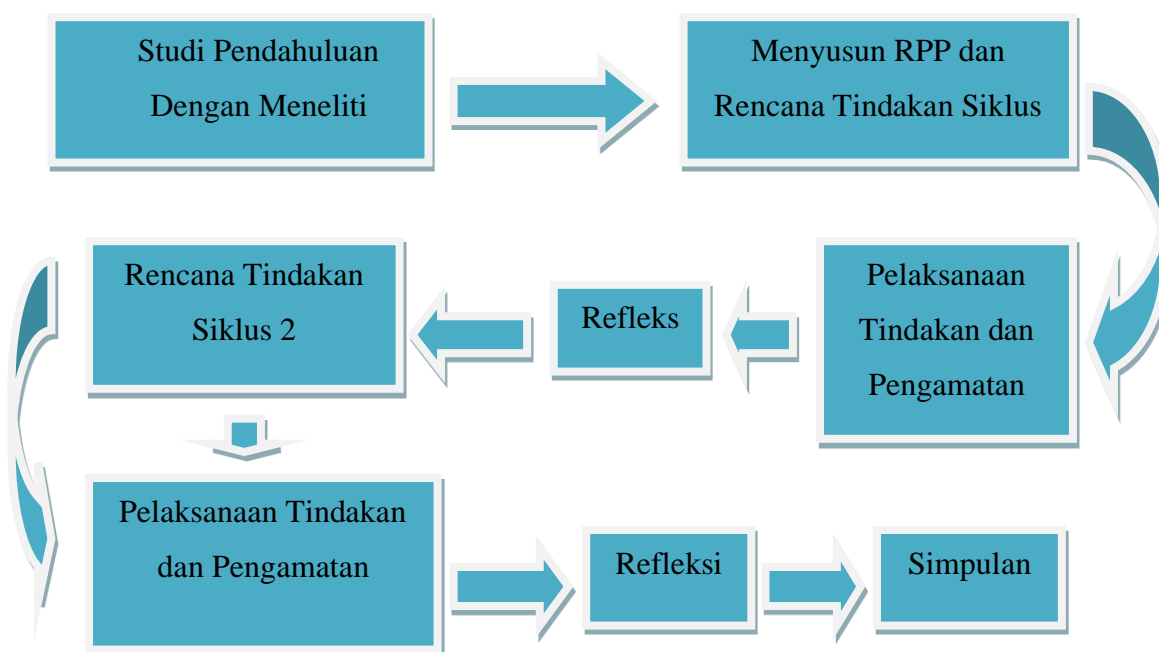 Studi Pendahuluan
Dengan Meneliti
Menyusun RPP dan
Rencana Tindakan Siklus
Pelaksanaan
Tindakan dan
Pengamatan
Refleks
Rencana Tindakan
Siklus 2
Pelaksanaan Tindakan
dan Pengamatan
Refleksi
Simpulan